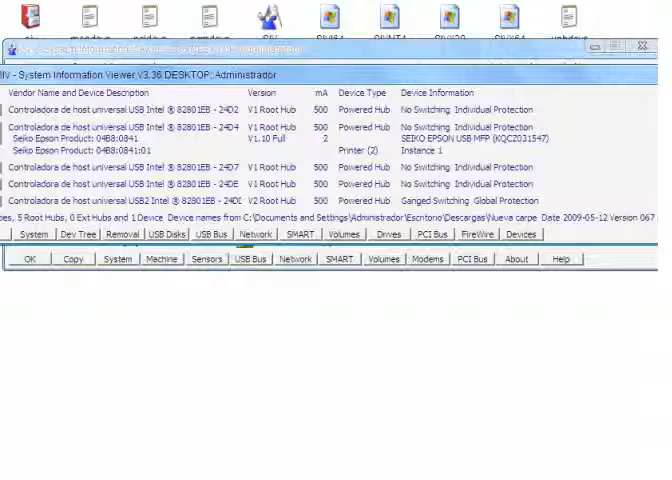 SIV - System Information Viewer V3.36 DESKTOP::Administrador
Vendor Name and Device Description Version mA Device Type Device Information
Controladora de host universal USB Intel ® 82801EB - 24D2 V1 Root Hub 500 Powered Hub No Switching Individual Protection
Controladora de host universal USB Intel ® 82801EB - 24D4 V1 Root Hub 500 Powered Hub No Switching Individual Protection
Seiko Epson Product: 04B8:0841 V1.10 Full 2 SEIKO EPSON USB MFP (KQCZ031547)
Seiko Epson Product: 04B8:0841:01 Printer (2) Instance 1
Controladora de host universal USB Intel ® 82801EB - 24D7 V1 Root Hub 500 Powered Hub No Switching Individual Protection
Controladora de host universal USB Intel ® 82801EB - 24DE V1 Root Hub 500 Powered Hub No Switching Individual Protection
Controladora de host universal USB2 Intel ® 82801EB - 24DD V2 Root Hub 500 Powered Hub Ganged Switching Global Protection
5 Root Hubs, 0 Ext Hubs and 1 Device Device names from C:\Documents and Settings\Administrador\Escritorio\Descargas\Nueva carpe Date 2009-05-12 Version 067
System Dev Tree Removal USB Disks USB Bus Network SMART Volumes Drives PCI Bus FireWire Devices
OK Copy System Machine Sensors USB Bus Network SMART Volumes Modems PCI Bus About Help